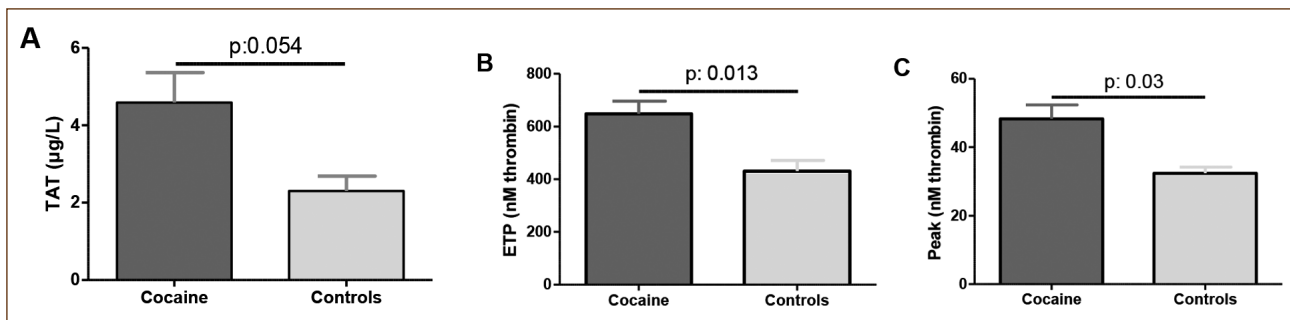 A
TAT (µg/L)
6
4
2
0
p:0.054
Cocaine
Controls
B
ETP (nM thrombin)
800
600
400
200
0
p: 0.013
Cocaine
Controls
C
Peak (nM thrombin)
60
40
20
0
p: 0.03
Cocaine
Controls